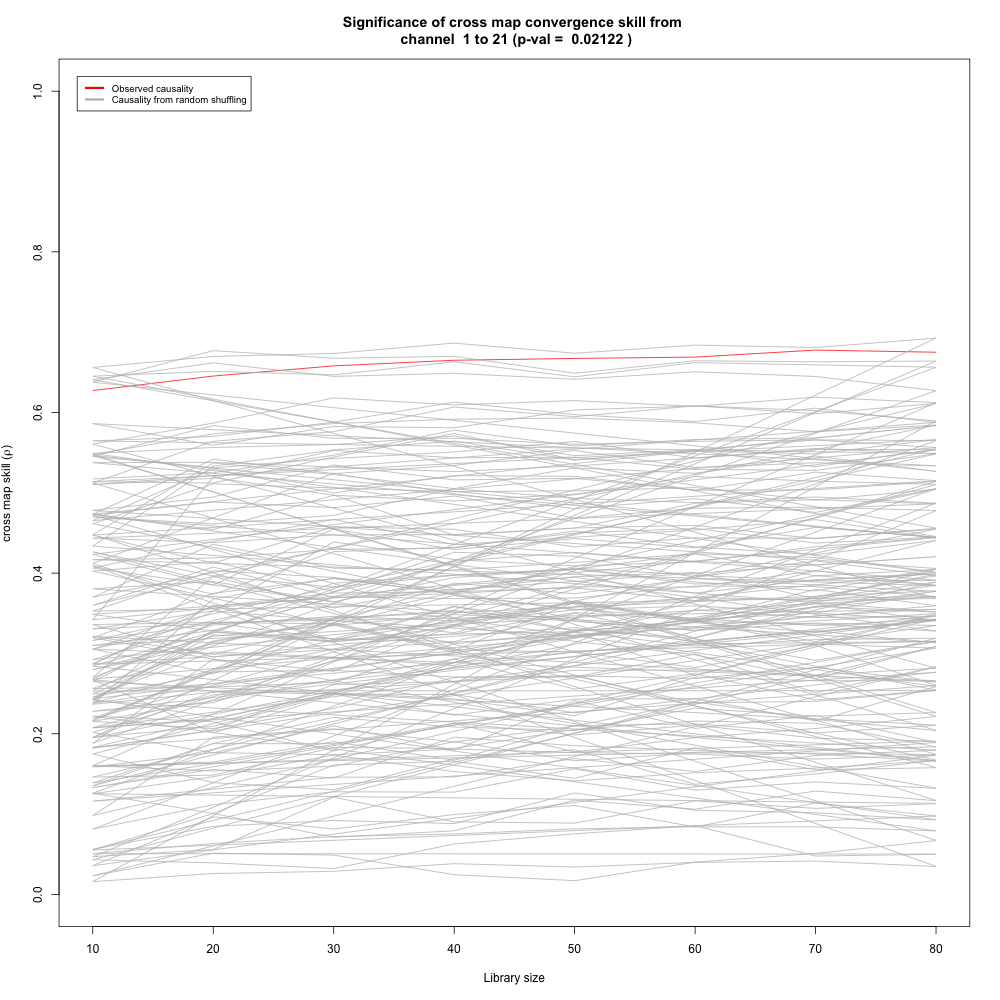 Significance of cross map convergence skill from
channel  1 to 21 (p-val =  0.02122 )
Observed causality
Causality from random shuffling
1.0
0.8
0.6
0.4
0.2
0.0
cross map skill (ρ)
10 20 30 40 50 60 70 80
Library size